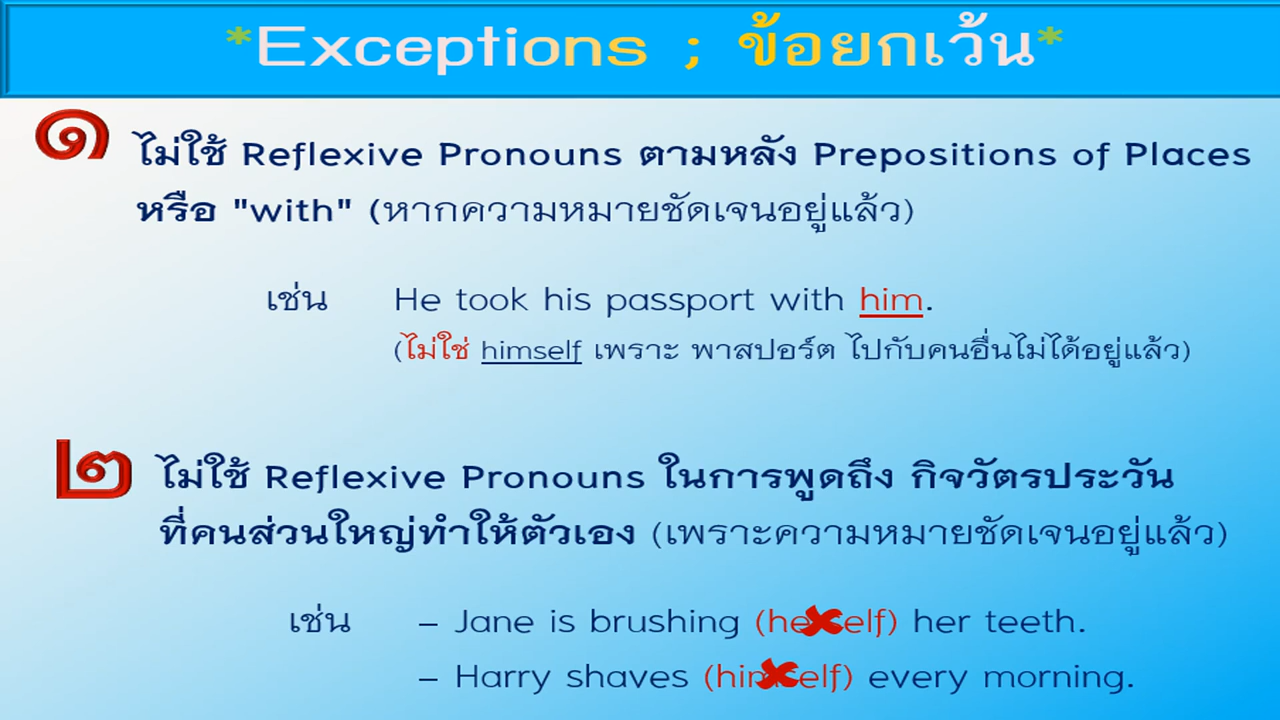 *Exceptions ; ข้อยกเว้น*
๑ ไม่ใช้ Reflexive Pronouns ตามหลัง Prepositions of Places
หรือ "with" (หากความหมายชัดเจนอยู่แล้ว)
เช่น He took his passport with him.
(ไม่ใช่ himself เพราะ พาสปอร์ต ไปกับคนอื่นไม่ได้อยู่แล้ว)
๒ ไม่ใช้ Reflexive Pronouns ในการพูดถึง กิจวัตรประวัน
ที่คนส่วนใหญ่ทำให้ตัวเอง (เพราะความหมายชัดเจนอยู่แล้ว)
เช่น – Jane is brushing (herself) her teeth.
– Harry shaves (himself) every morning.